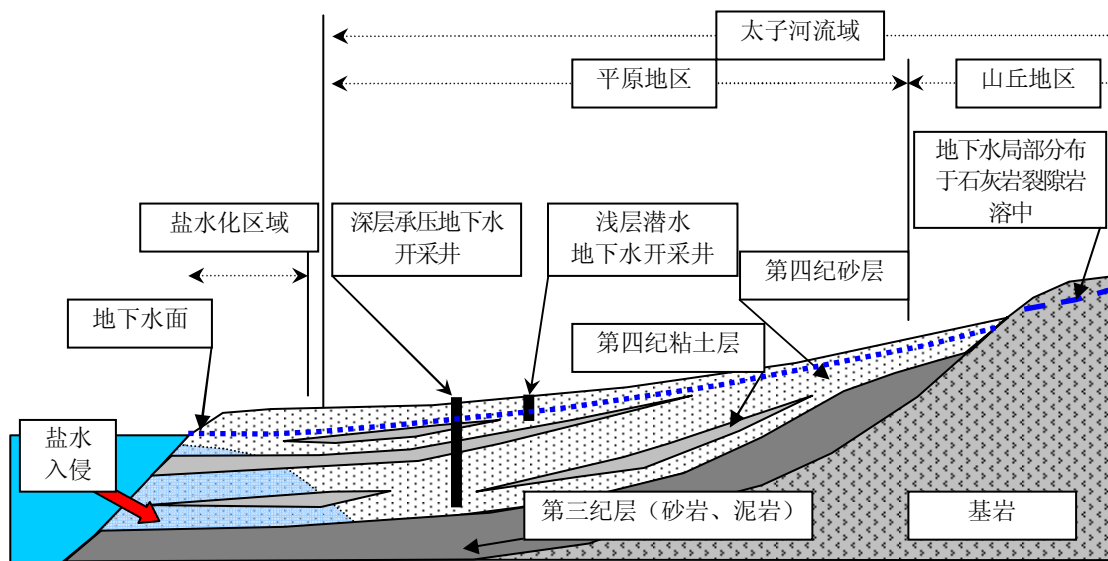 太子河流域
平原地区
山丘地区
地下水局部分布
于石灰岩裂隙岩
溶中
盐水化区域
深层承压地下水
开采井
浅层潜水
地下水开采井
第四纪砂层
地下水面
第四纪粘土层
盐水
入侵
第三纪层（砂岩、泥岩）
基岩